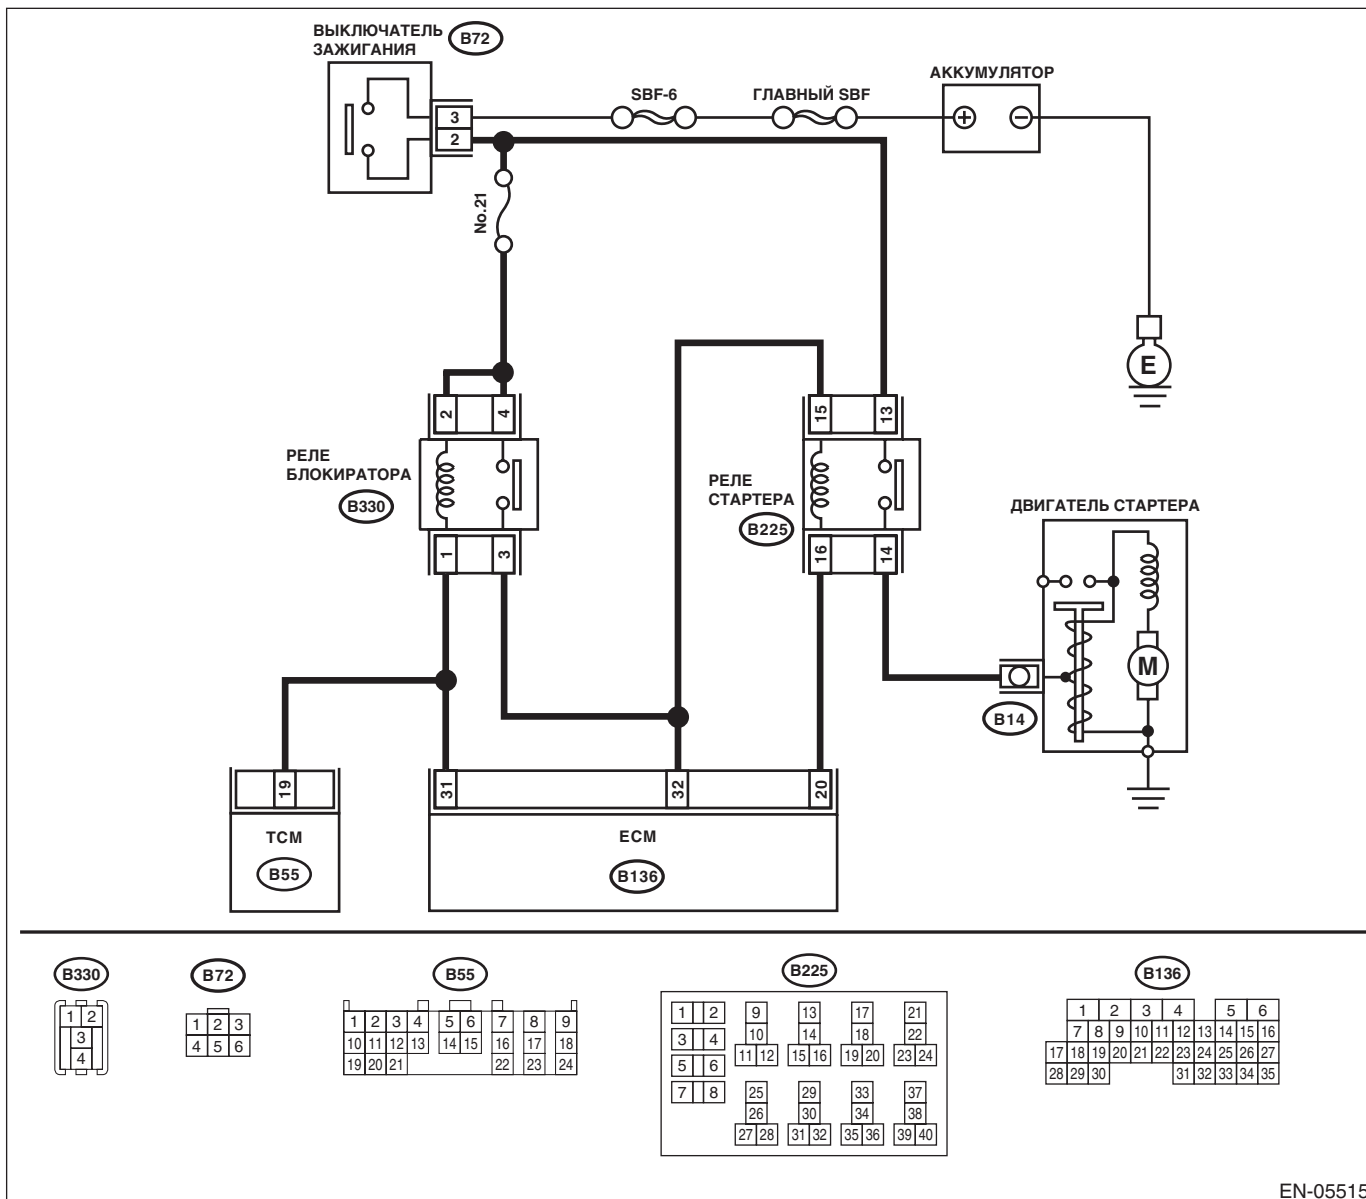 ВЫКЛЮЧАТЕЛЬ
ЗАЖИГАНИЯ
B72
3
2
SBF-6
ГЛАВНЫЙ SBF
АККУМУЛЯТОР
No.21
E
2
4
15
13
РЕЛЕ
БЛОКИРАТОРА
B330
РЕЛЕ
СТАРТЕРА
B225
1
3
16
14
ДВИГАТЕЛЬ СТАРТЕРА
M
B14
19
31
32
20
TCM
B55
ECM
B136
B330
1 2
3
4
B72
1 2 3
4 5 6
B55
1 2 3 4 5 6 7 8 9
10 11 12 13 14 15 16 17 18
19 20 21 22 23 24
B225
1 2 9 13 17 21
3 4 10 14 18 22
5 6 11 12 15 16 19 20 23 24
7 8 25 29 33 37
26 30 34 38
27 28 31 32 35 36 39 40
B136
1 2 3 4 5 6
7 8 9 10 11 12 13 14 15 16
17 18 19 20 21 22 23 24 25 26 27
28 29 30 31 32 33 34 35
EN-05515